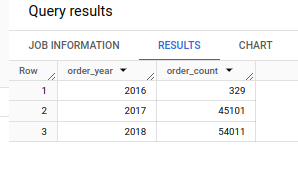 Query results
JOB INFORMATION RESULTS CHART
Row order_year order_count
1 2016 329
2 2017 45101
3 2018 54011